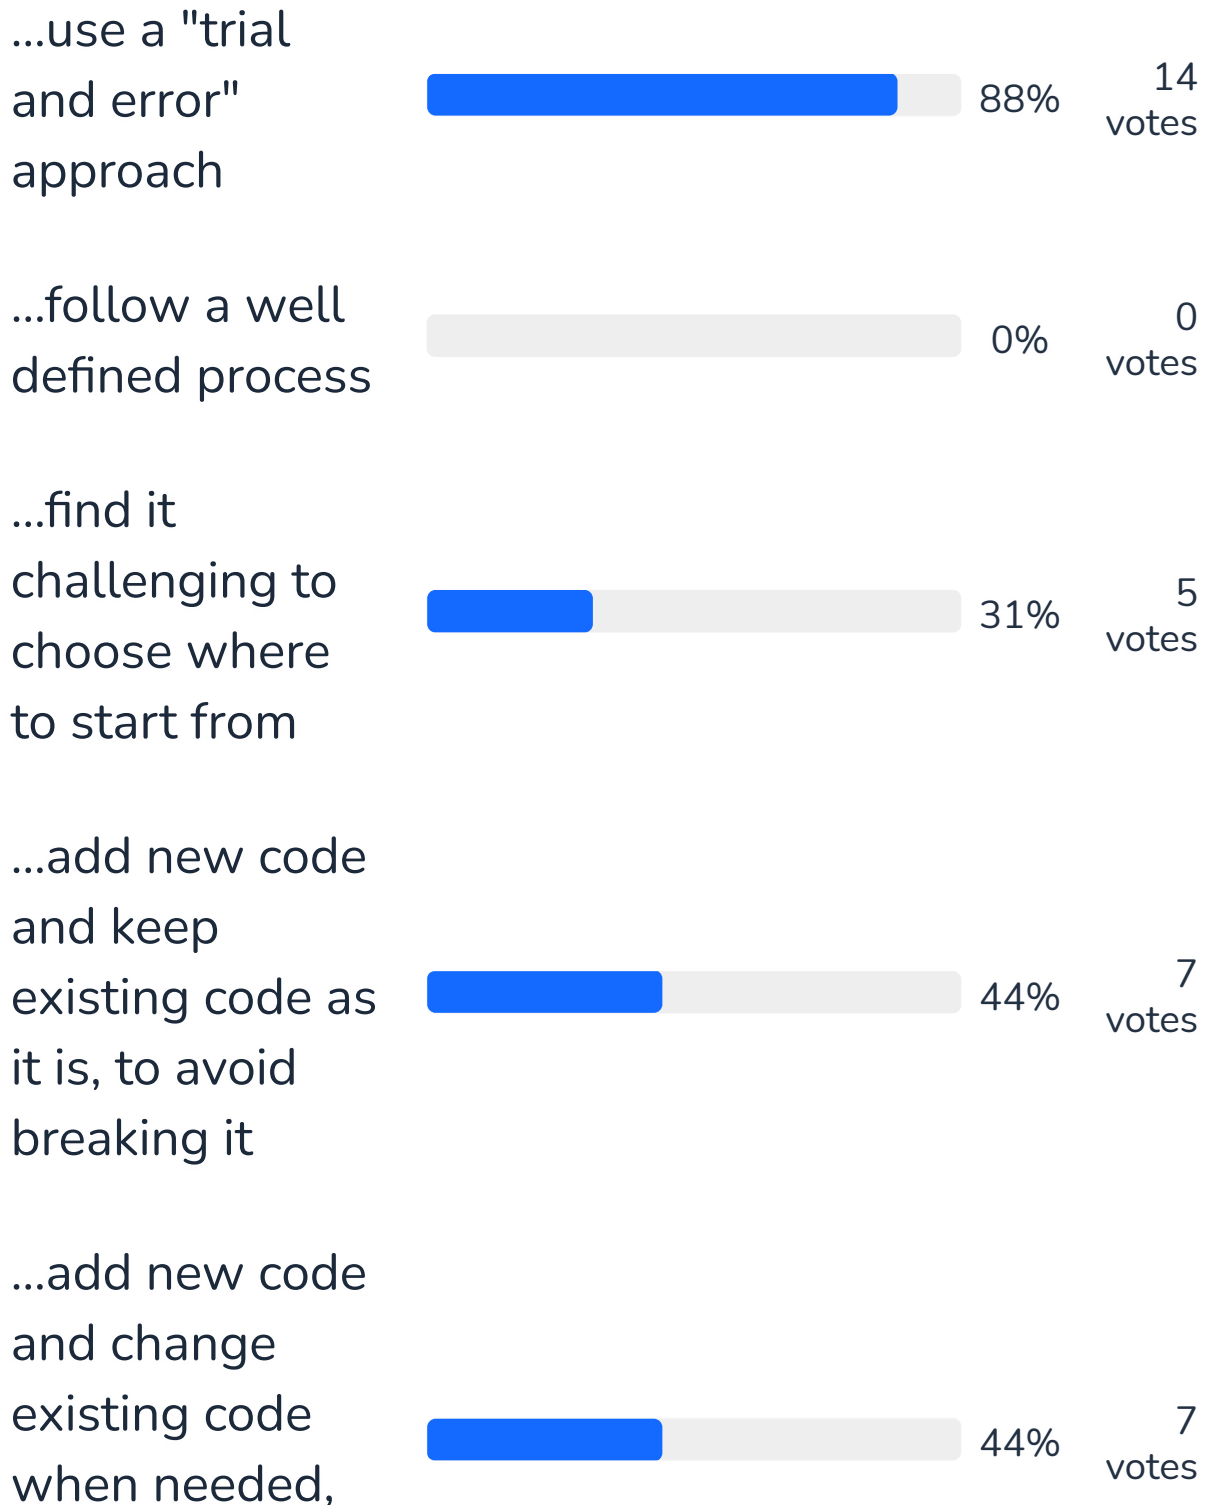 ...use a "trial
and error"
approach
88%
14
votes
...follow a well
defined process
0%
0
votes
...find it
challenging to
choose where
to start from
31%
5
votes
...add new code
and keep
existing code as
it is, to avoid
breaking it
44%
7
votes
...add new code
and change
existing code
when needed,
44%
7
votes